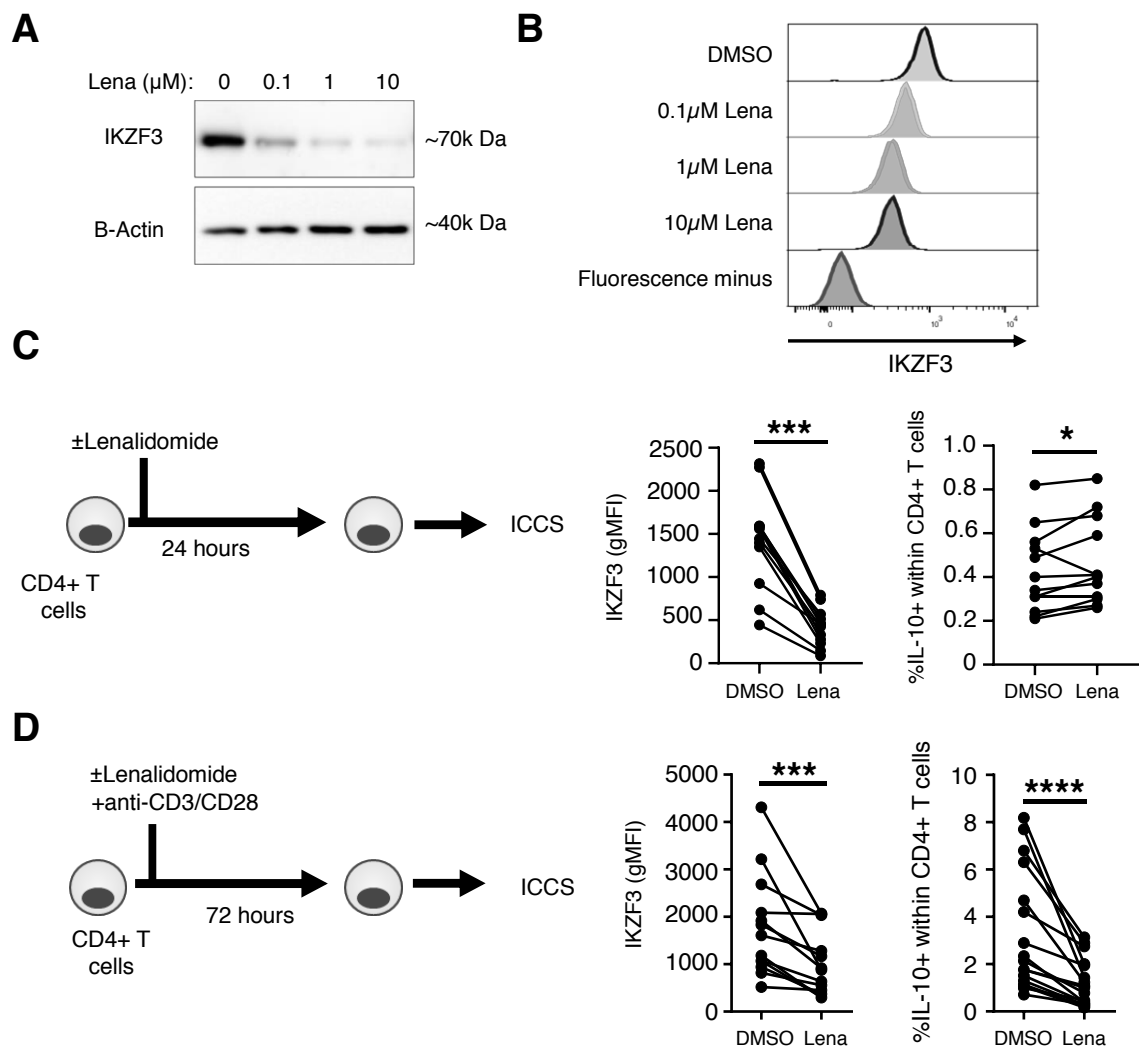 A
Lena (µM): 0 0.1 1 10
IKZF3
~70k Da
B-Actin
~40k Da
B
DMSO
0.1µM Lena
1µM Lena
10µM Lena
Fluorescence minus
0 10³ 10⁴
IKZF3
C
±Lenalidomide
24 hours
CD4+ T
cells
ICCS
IKZF3 (gMFI)
2500
2000
1500
1000
500
0
***
DMSO Lena
%IL-10+ within CD4+ T cells
1.0
0.8
0.6
0.4
0.2
0
*
DMSO Lena
D
±Lenalidomide
+anti-CD3/CD28
72 hours
CD4+ T
cells
ICCS
IKZF3 (gMFI)
5000
4000
3000
2000
1000
0
***
DMSO Lena
%IL-10+ within CD4+ T cells
10
8
6
4
2
0
****
DMSO Lena